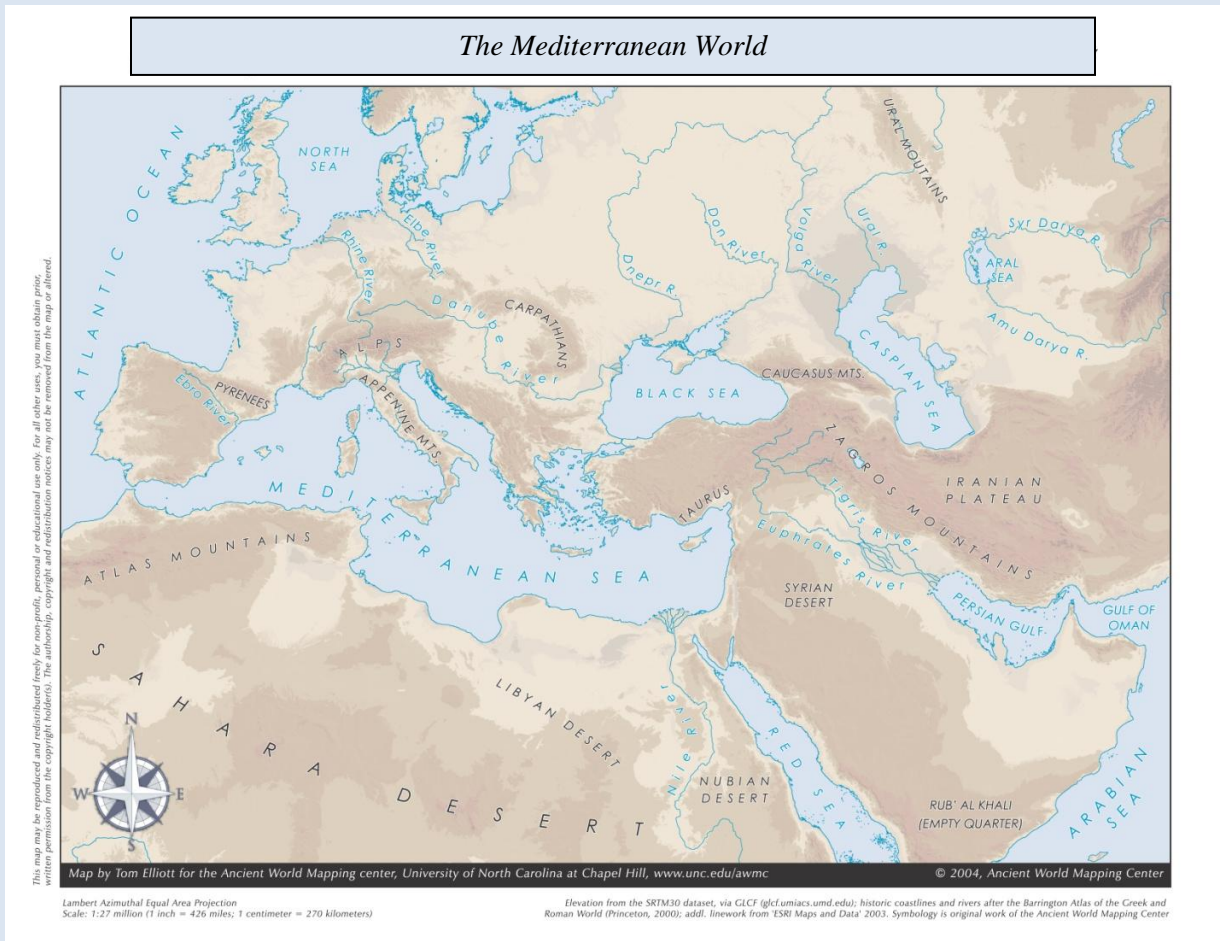 The Mediterranean World
ATLANTIC OCEAN
NORTH
SEA
URAL MOUTAINS
Elbe River
Rhine River
Don River
Volga
River
Ural R.
Syr Darya R.
ARAL
SEA
Dnepr R.
Danube
River
CARPATHIANS
Amu Darya R.
ALPS
CASPIAN SEA
CAUCASUS MTS.
Ebro River
PYRENEES
APPENINE MTS.
BLACK SEA
ZAGROS MOUNTAINS
IRANIAN
PLATEAU
MEDITERRANEAN SEA
TAURUS
Tigris River
Euphrates River
ATLAS MOUNTAINS
SYRIAN
DESERT
PERSIAN GULF
GULF OF
OMAN
SAHARA DESERT
LIBYAN DESERT
Nile River
NUBIAN
DESERT
RED SEA
RUB' AL KHALI
(EMPTY QUARTER)
ARABIAN
SEA
N
W
E
S
This map may be reproduced and redistributed freely for non-profit, personal or educational use only. For all other uses, you must obtain prior,
written permission from the copyright holder(s). The authorship, copyright and redistribution notices may not be removed from the map or altered.
Map by Tom Elliott for the Ancient World Mapping center, University of North Carolina at Chapel Hill, www.unc.edu/awmc
© 2004, Ancient World Mapping Center
Lambert Azimuthal Equal Area Projection
Scale: 1:27 million (1 inch = 426 miles; 1 centimeter = 270 kilometers)
Elevation from the SRTM30 dataset, via GLCF (glcf.umiacs.umd.edu); historic coastlines and rivers after the Barrington Atlas of the Greek and
Roman World (Princeton, 2000); addl. linework from 'ESRI Maps and Data' 2003. Symbology is original work of the Ancient World Mapping Center